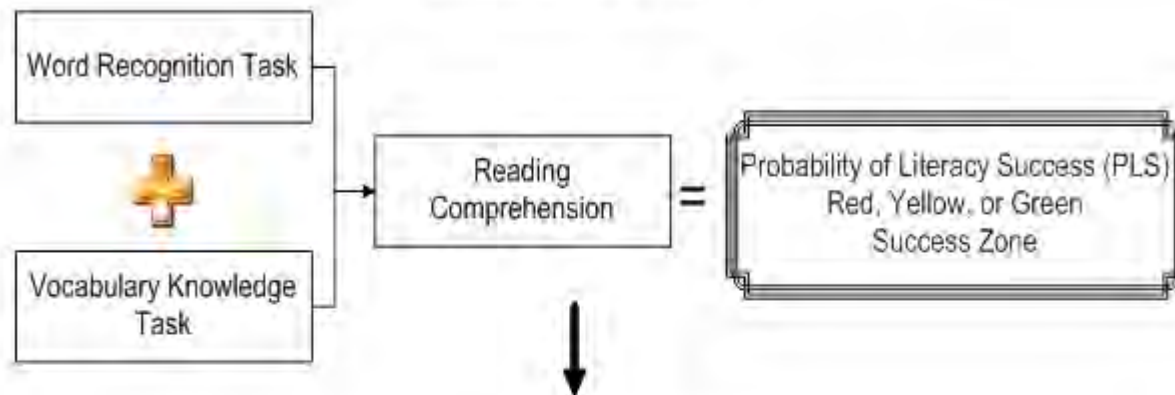 Word Recognition Task
Vocabulary Knowledge
Task
Reading
Comprehension
=
Probability of Literacy Success (PLS)
Red, Yellow, or Green
Success Zone